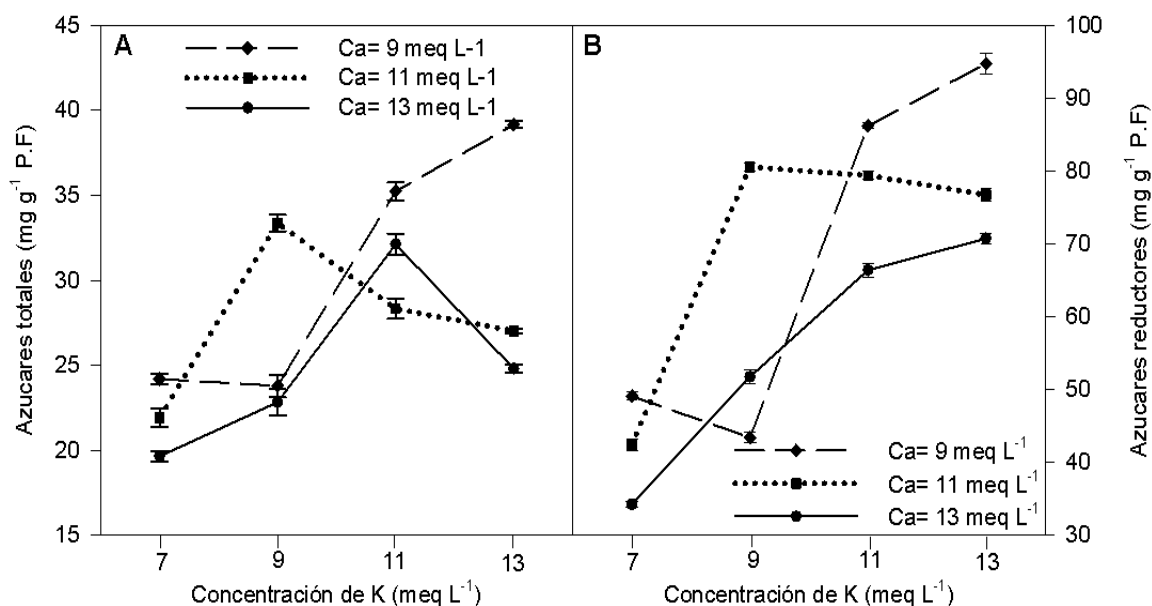 A
Ca= 9 meq L-1
Ca= 11 meq L-1
Ca= 13 meq L-1
45
40
35
30
25
20
15
Azucares totales (mg g⁻¹ P.F)
7
9
11
13
Concentración de K (meq L⁻¹)
B
Ca= 9 meq L⁻¹
Ca= 11 meq L⁻¹
Ca= 13 meq L⁻¹
100
90
80
70
60
50
40
30
Azucares reductores (mg g⁻¹ P.F)
7
9
11
13
Concentración de K (meq L⁻¹)